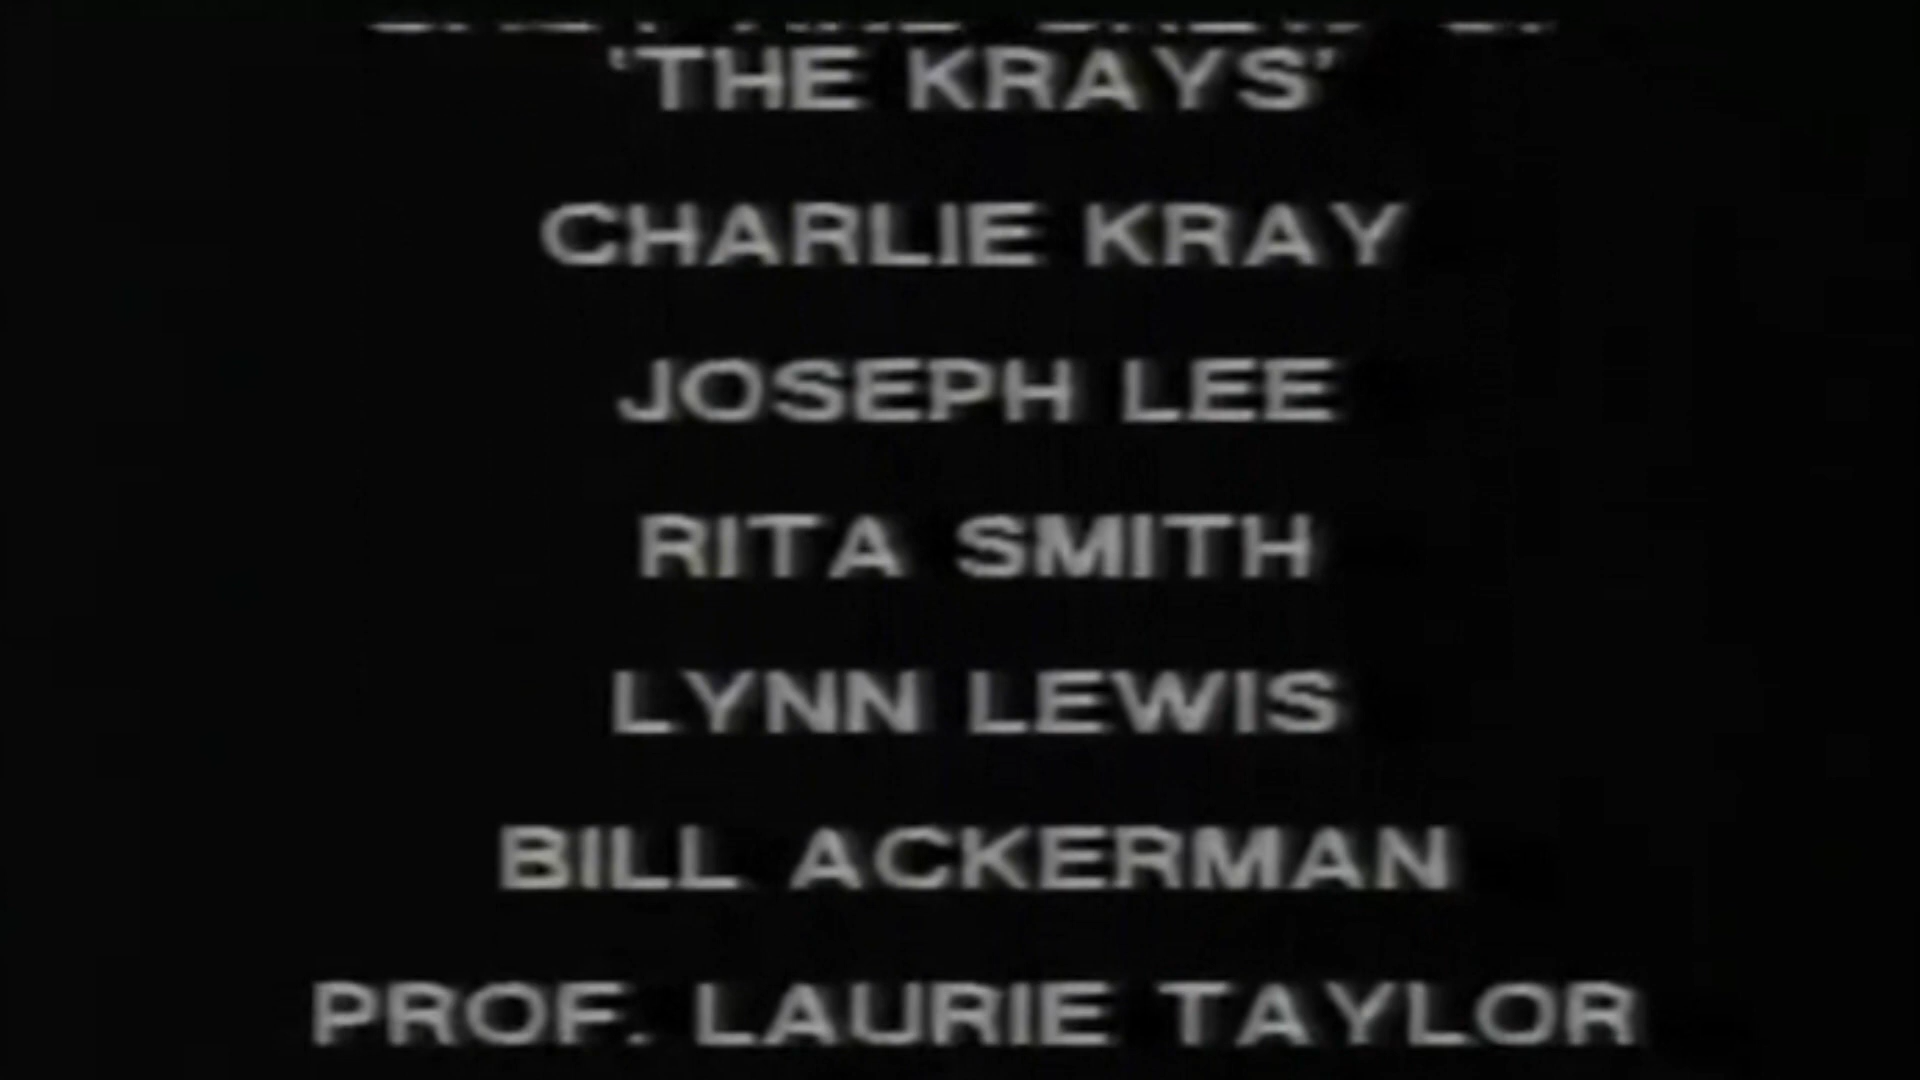 'THE KRAYS'
CHARLIE KRAY
JOSEPH LEE
RITA SMITH
LYNN LEWIS
BILL ACKERMAN
PROF. LAURIE TAYLOR